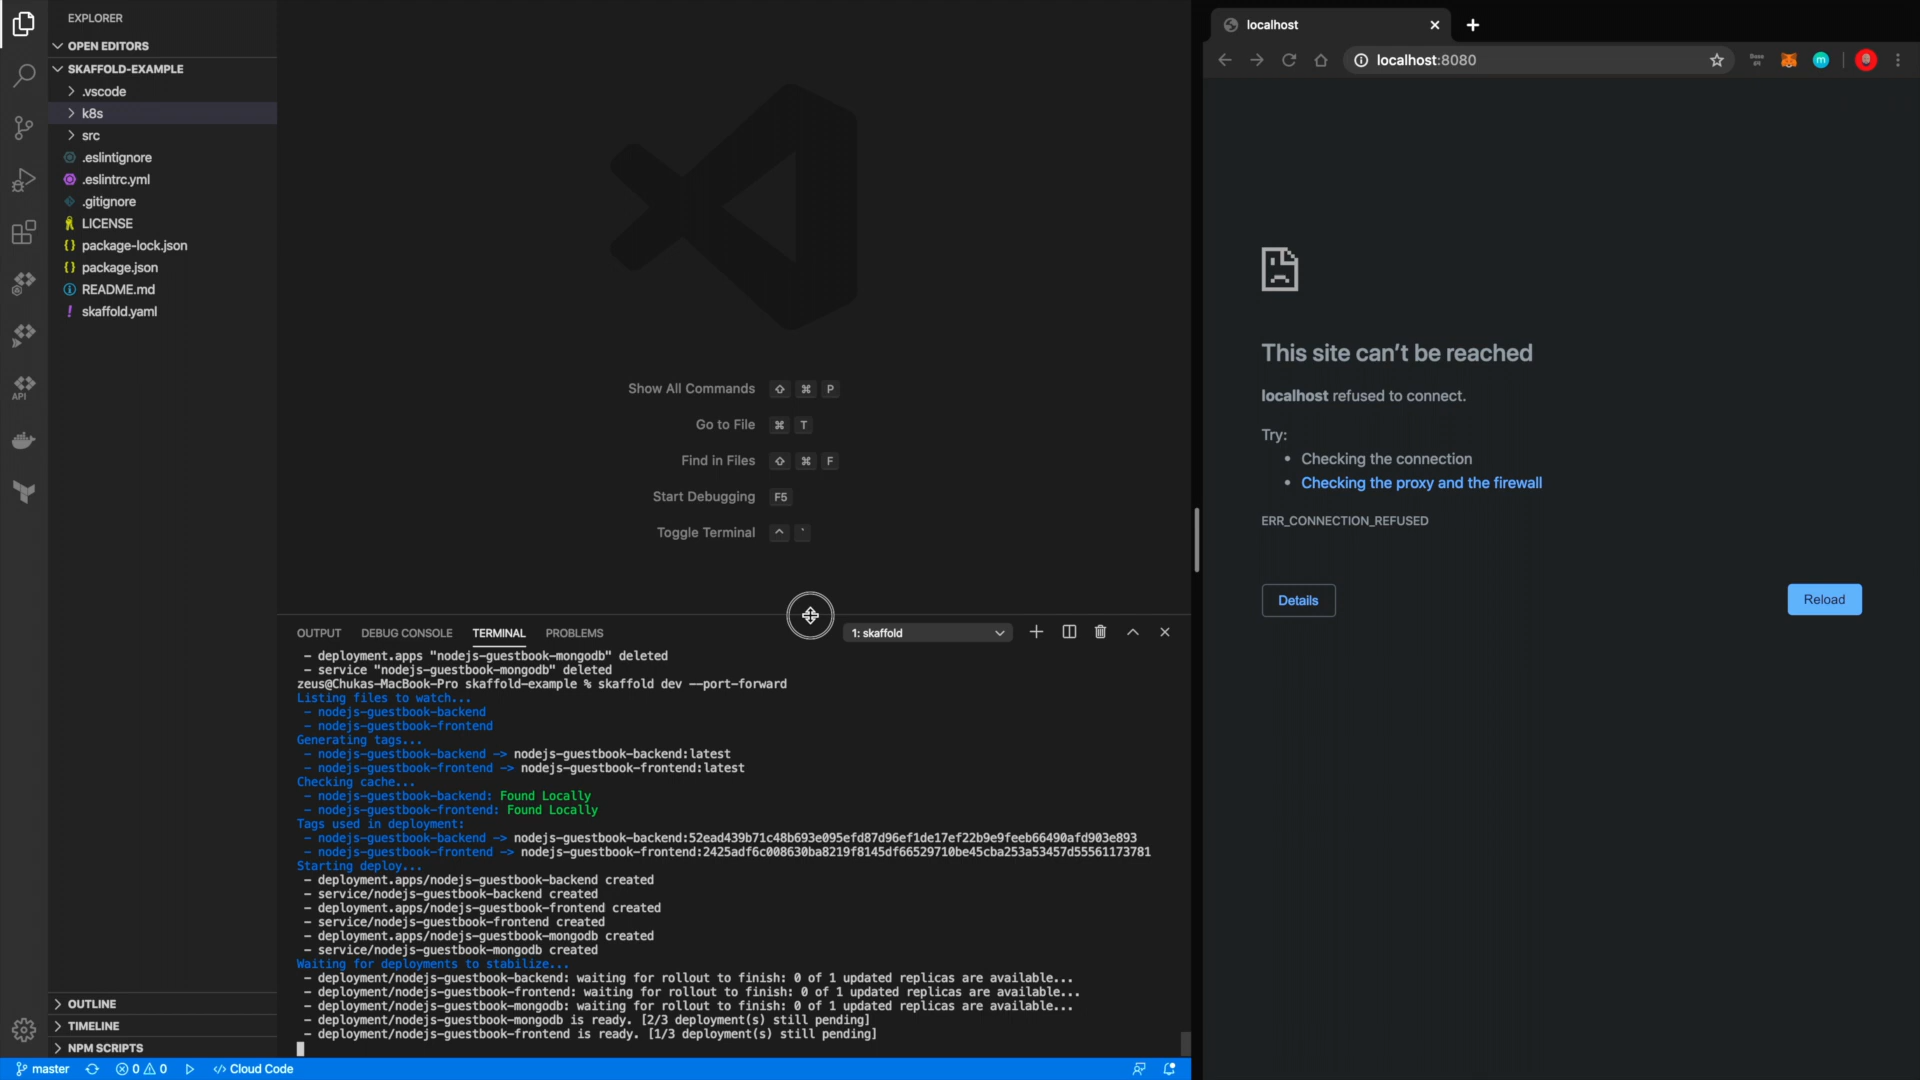 EXPLORER
OPEN EDITORS
SKAFFOLD-EXAMPLE
.vscode
k8s
src
.eslintignore
.eslintrc.yml
.gitignore
LICENSE
package-lock.json
package.json
README.md
skaffold.yaml
API
OUTLINE
TIMELINE
NPM SCRIPTS
Show All Commands ⇧ ⌘ P
Go to File ⌘ T
Find in Files ⇧ ⌘ F
Start Debugging F5
Toggle Terminal ^ `
OUTPUT DEBUG CONSOLE TERMINAL PROBLEMS 1: skaffold
- deployment.apps "nodejs-guestbook-mongodb" deleted
- service "nodejs-guestbook-mongodb" deleted
zeus@Chukas-MacBook-Pro skaffold-example % skaffold dev --port-forward
Listing files to watch...
- nodejs-guestbook-backend
- nodejs-guestbook-frontend
Generating tags...
- nodejs-guestbook-backend -> nodejs-guestbook-backend:latest
- nodejs-guestbook-frontend -> nodejs-guestbook-frontend:latest
Checking cache...
- nodejs-guestbook-backend: Found Locally
- nodejs-guestbook-frontend: Found Locally
Tags used in deployment:
- nodejs-guestbook-backend -> nodejs-guestbook-backend:52ead439b71c48b693e095efd87d96ef1de17ef22b9e9feeb66490afd903e893
- nodejs-guestbook-frontend -> nodejs-guestbook-frontend:2425adf6c008630ba8219f8145df66529710be45cba253a53457d55561173781
Starting deploy...
- deployment.apps/nodejs-guestbook-backend created
- service/nodejs-guestbook-backend created
- deployment.apps/nodejs-guestbook-frontend created
- service/nodejs-guestbook-frontend created
- deployment.apps/nodejs-guestbook-mongodb created
- service/nodejs-guestbook-mongodb created
Waiting for deployments to stabilize...
- deployment/nodejs-guestbook-backend: waiting for rollout to finish: 0 of 1 updated replicas are available...
- deployment/nodejs-guestbook-frontend: waiting for rollout to finish: 0 of 1 updated replicas are available...
- deployment/nodejs-guestbook-mongodb: waiting for rollout to finish: 0 of 1 updated replicas are available...
- deployment/nodejs-guestbook-mongodb is ready. [2/3 deployment(s) still pending]
- deployment/nodejs-guestbook-frontend is ready. [1/3 deployment(s) still pending]
master 0 0 Cloud Code
localhost
localhost:8080
m
This site can't be reached
localhost refused to connect.
Try:
• Checking the connection
• Checking the proxy and the firewall
ERR_CONNECTION_REFUSED
Details
Reload